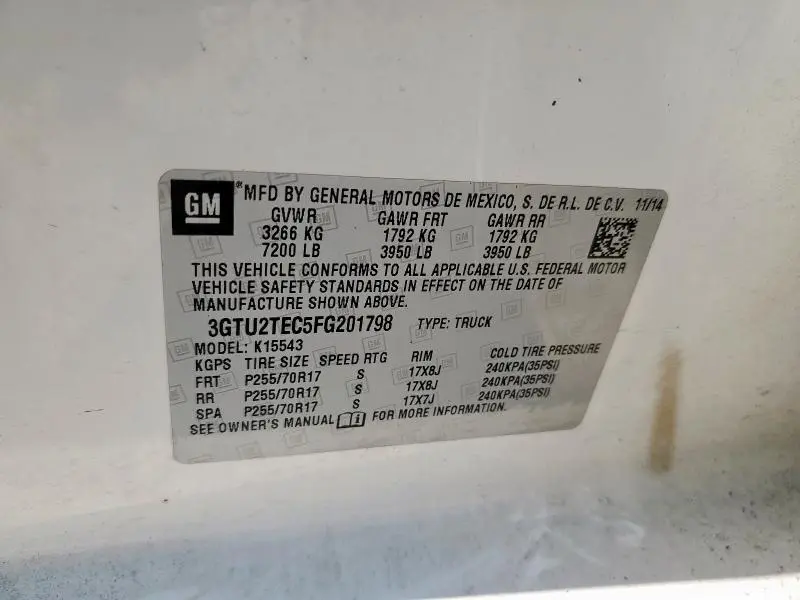 GM ® MFD BY GENERAL MOTORS DE MEXICO, S. DE R.L. DE C.V. 11/14
GVWR GAWR FRT GAWR RR
3266 KG 1792 KG 1792 KG
7200 LB 3950 LB 3950 LB
THIS VEHICLE CONFORMS TO ALL APPLICABLE U.S. FEDERAL MOTOR
VEHICLE SAFETY STANDARDS IN EFFECT ON THE DATE OF
MANUFACTURE SHOWN ABOVE.
3GTU2TEC5FG201798 TYPE: TRUCK
MODEL: K15543
KGPS TIRE SIZE SPEED RTG RIM COLD TIRE PRESSURE
FRT P255/70R17 S 17X8J 240KPA(35PSI)
RR P255/70R17 S 17X8J 240KPA(35PSI)
SPA P255/70R17 S 17X7J 240KPA(35PSI)
SEE OWNER'S MANUAL FOR MORE INFORMATION.